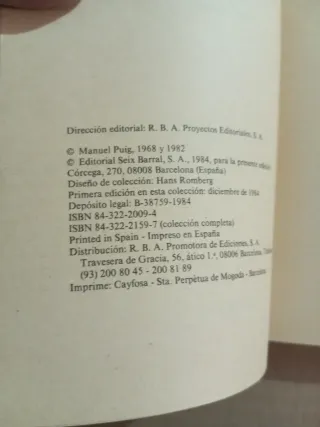 Dirección editorial: R. B. A. Proyectos Editoriales, S. A.
© Manuel Puig, 1968 y 1982
© Editorial Seix Barral, S. A., 1984, para la presente edición
Córcega, 270, 08008 Barcelona (España)
Diseño de colección: Hans Romberg
Primera edición en esta colección: diciembre de 1984
Depósito legal: B-38759-1984
ISBN 84-322-2009-4
ISBN 84-322-2159-7 (colección completa)
Printed in Spain - Impreso en España
Distribución: R. B. A. Promotora de Ediciones, S. A.
Travesera de Gracia, 56, ático 1.ª, 08006 Barcelona.
(93) 200 80 45 - 200 81 89
Imprime: Cayfosa - Sta. Perpètua de Mogoda - Barcelona